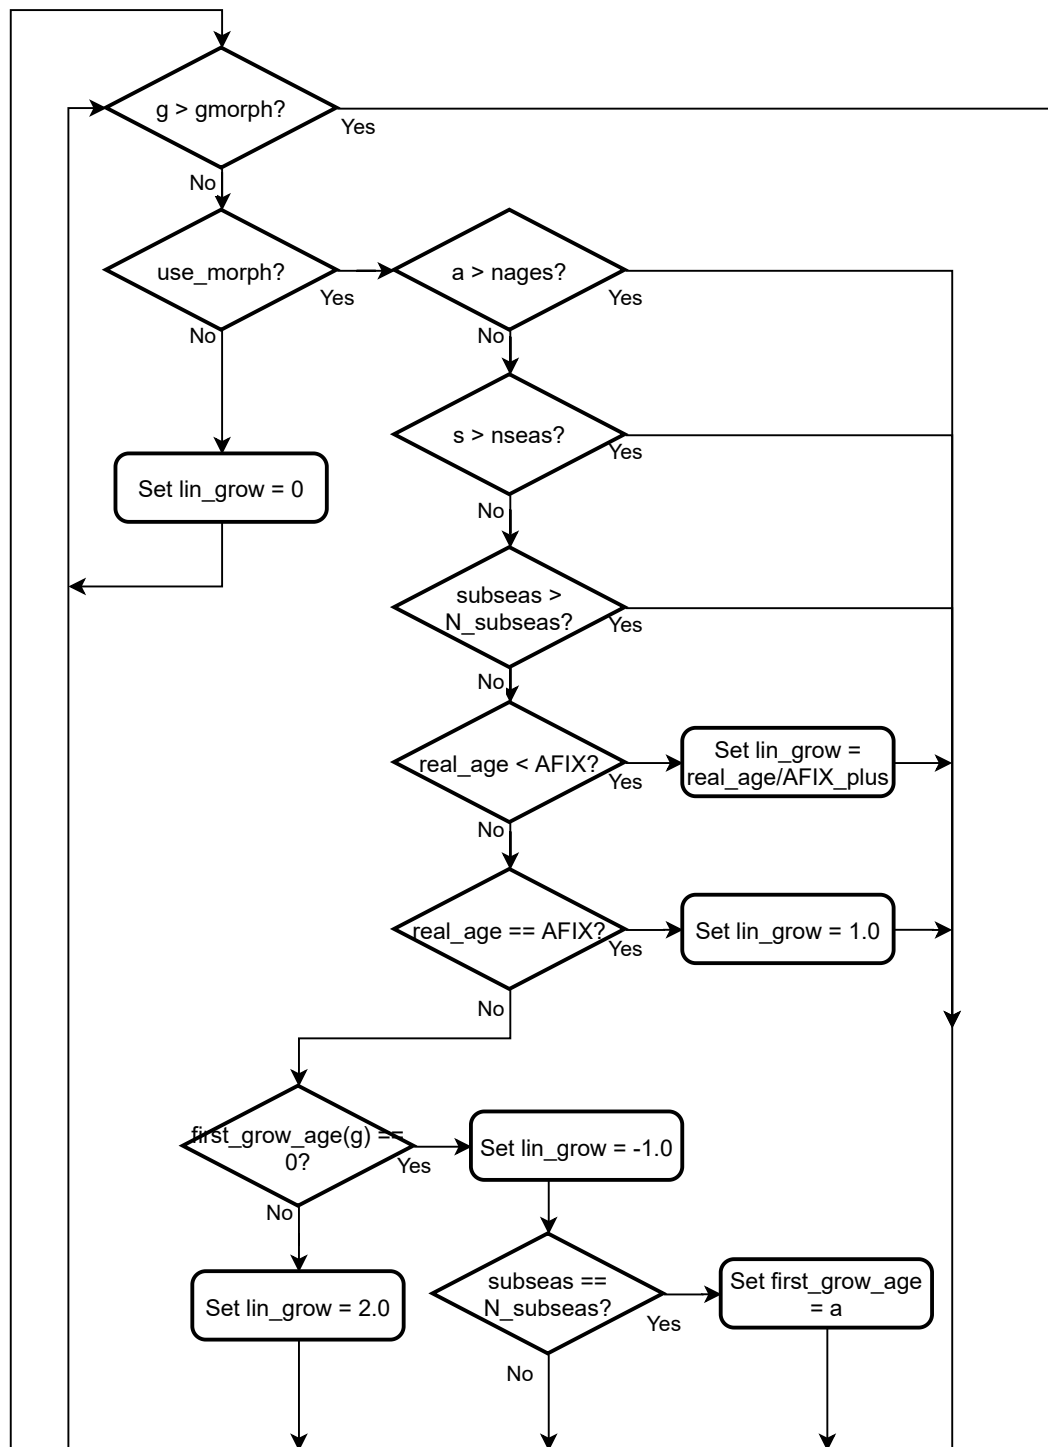 g > gmorph?
Yes
No
use_morph?
Yes
No
a > nages?
Yes
No
s > nseas?
Yes
No
Set lin_grow = 0
subseas >
N_subseas?
Yes
No
real_age < AFIX?
Yes
No
Set lin_grow =
real_age/AFIX_plus
real_age == AFIX?
Yes
No
Set lin_grow = 1.0
first_grow_age(g) ==
0?
Yes
No
Set lin_grow = -1.0
Set lin_grow = 2.0
subseas ==
N_subseas?
Yes
No
Set first_grow_age
= a